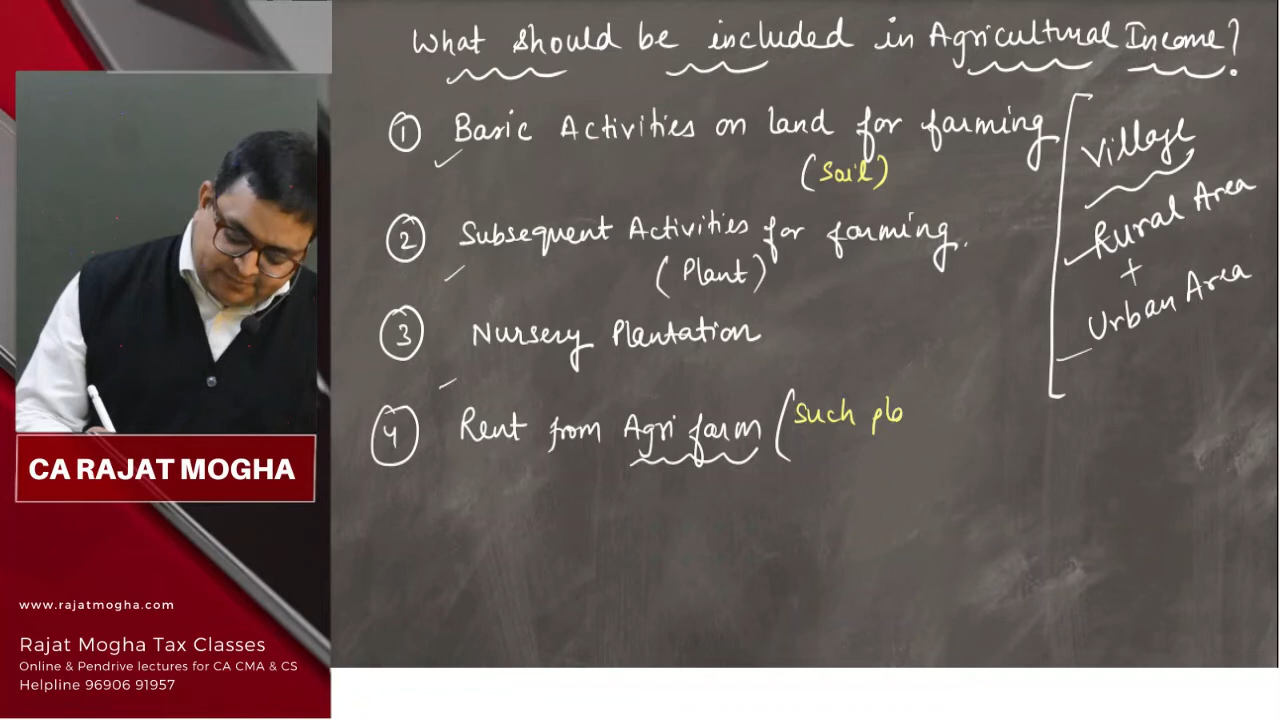 What should be included in Agricultural Income?
① Basic Activities on land for farming
(Soil)
② Subsequent Activities for farming.
(Plant)
③ Nursery Plantation
④ Rent from Agri farm (Such plo
Village
Rural Area
+
Urban Area
CA RAJAT MOGHA
www.rajatmogha.com
Rajat Mogha Tax Classes
Online & Pendrive lectures for CA CMA & CS
Helpline 96906 91957